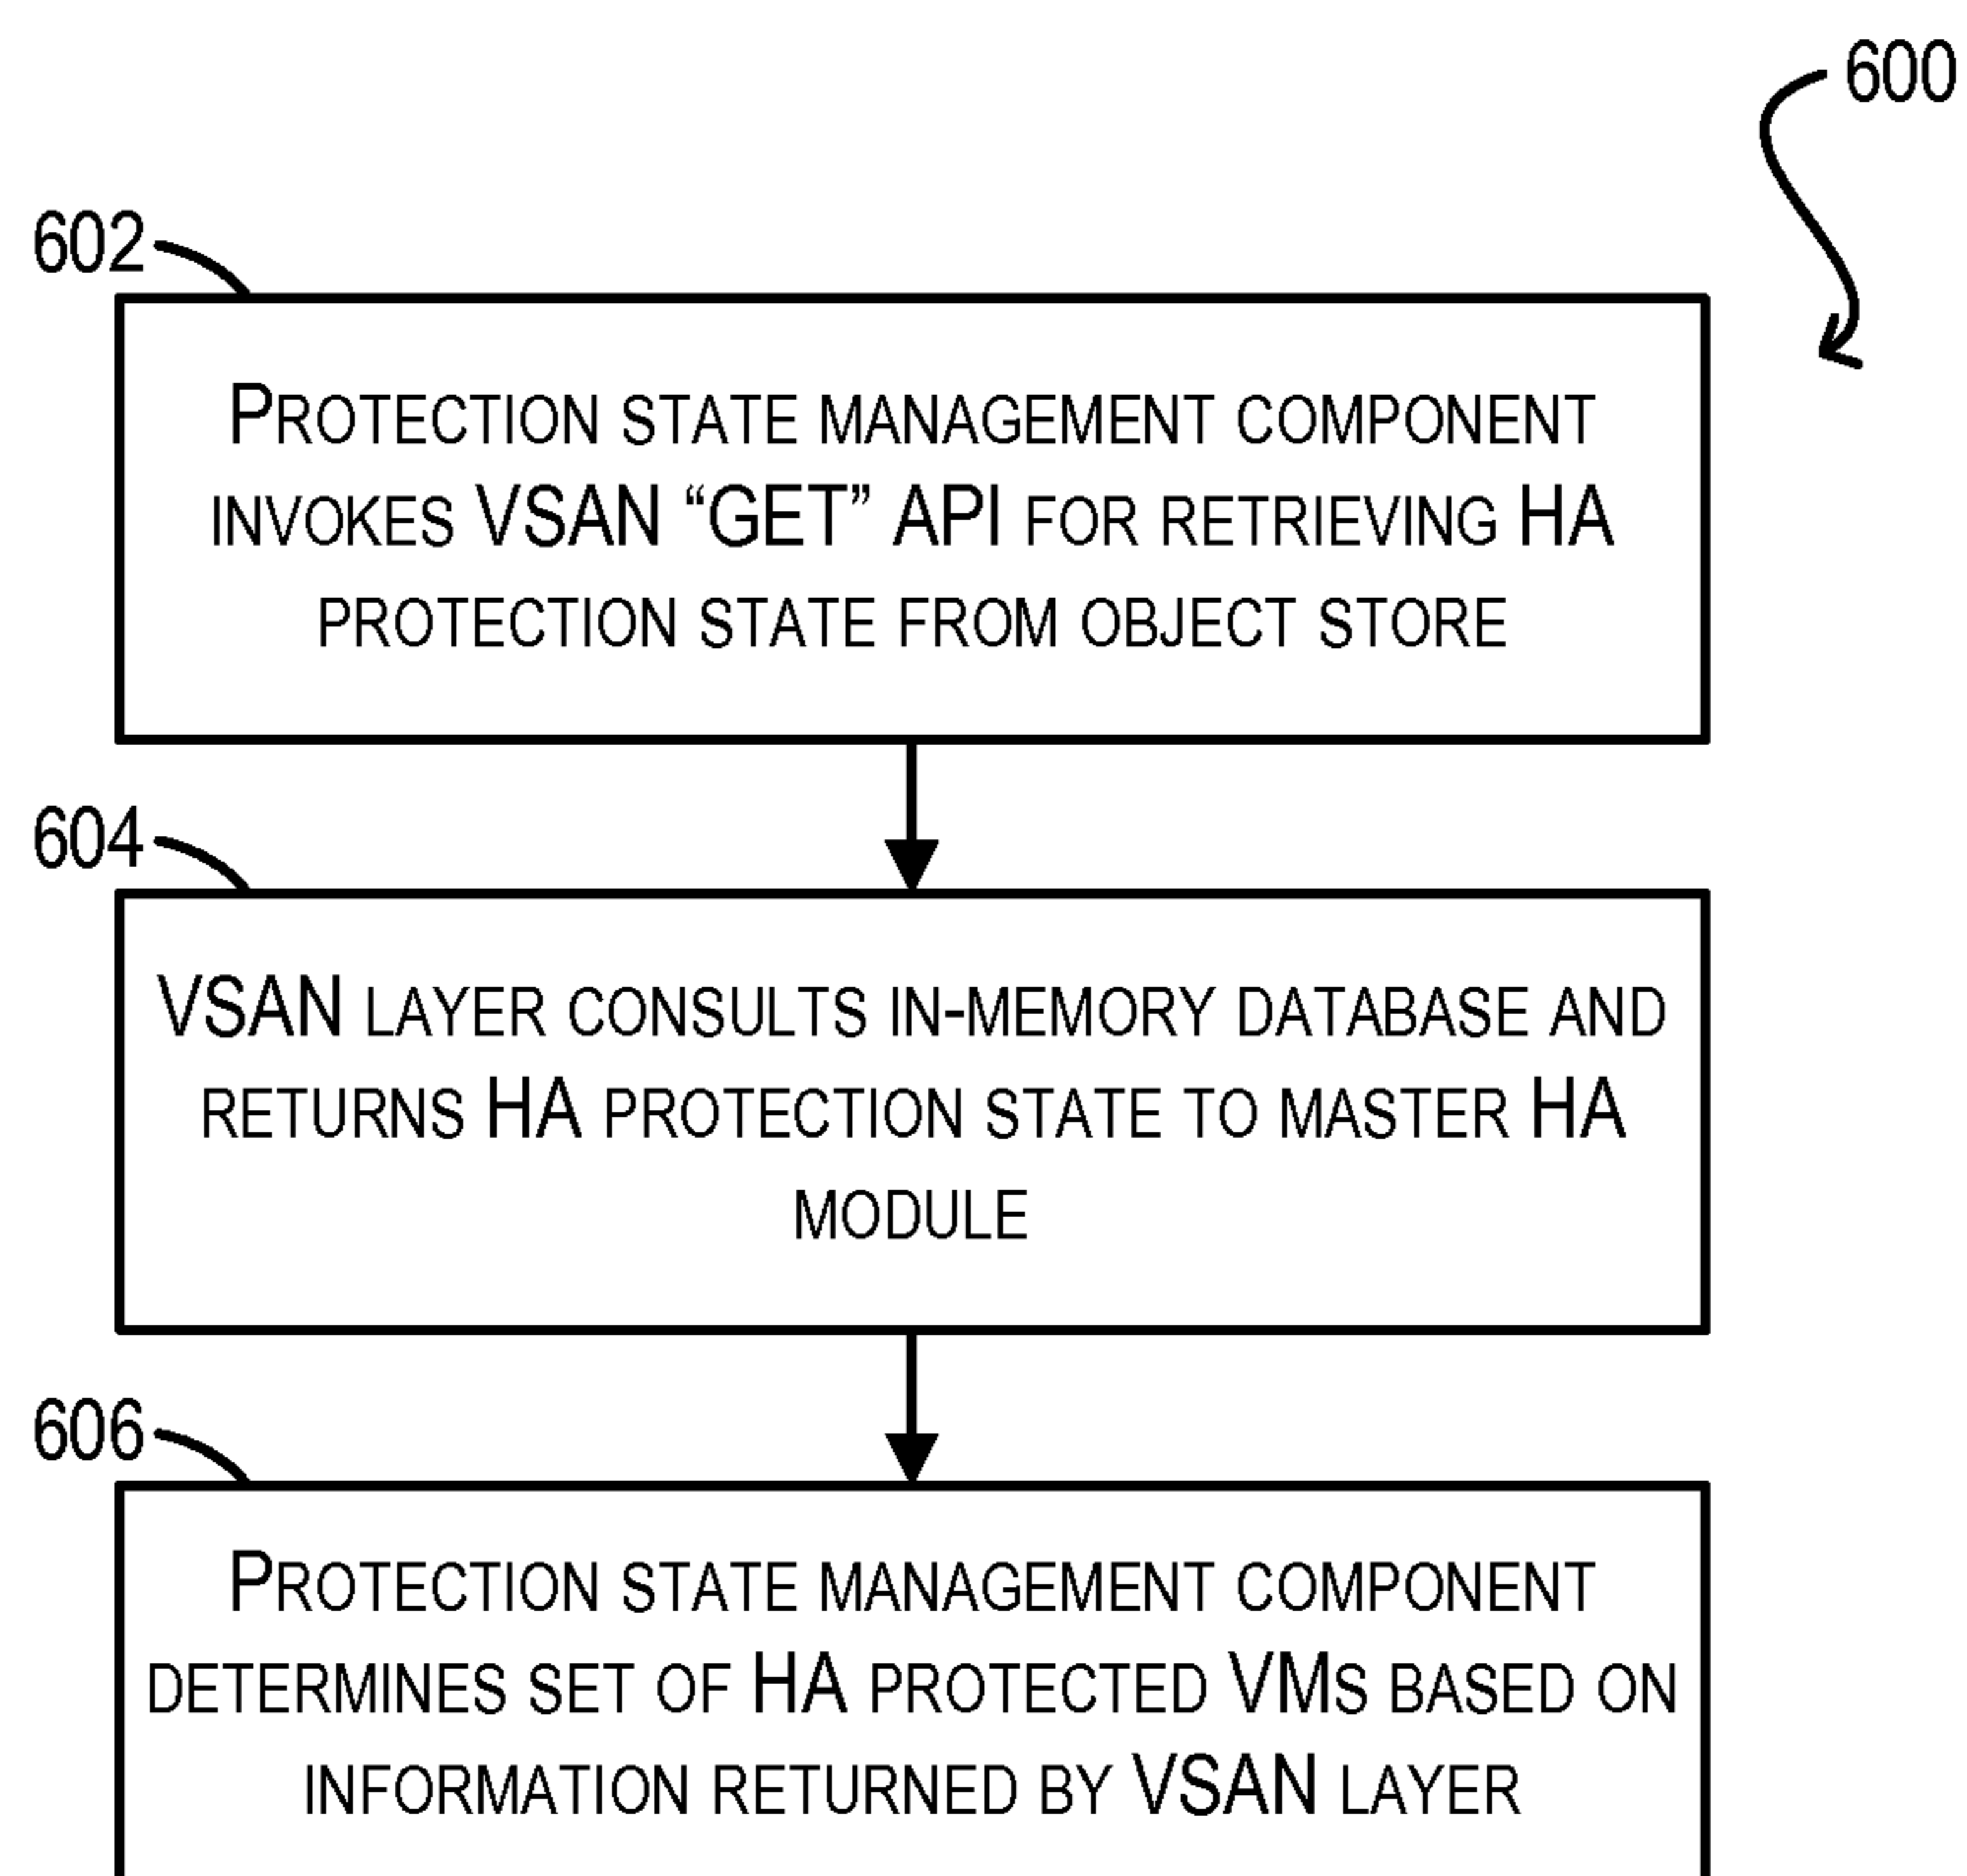 600
602
PROTECTION STATE MANAGEMENT COMPONENT
INVOKES VSAN “GET” API FOR RETRIEVING HA
PROTECTION STATE FROM OBJECT STORE
604
VSAN LAYER CONSULTS IN-MEMORY DATABASE AND
RETURNS HA PROTECTION STATE TO MASTER HA
MODULE
606
PROTECTION STATE MANAGEMENT COMPONENT
DETERMINES SET OF HA PROTECTED VMS BASED ON
INFORMATION RETURNED BY VSAN LAYER